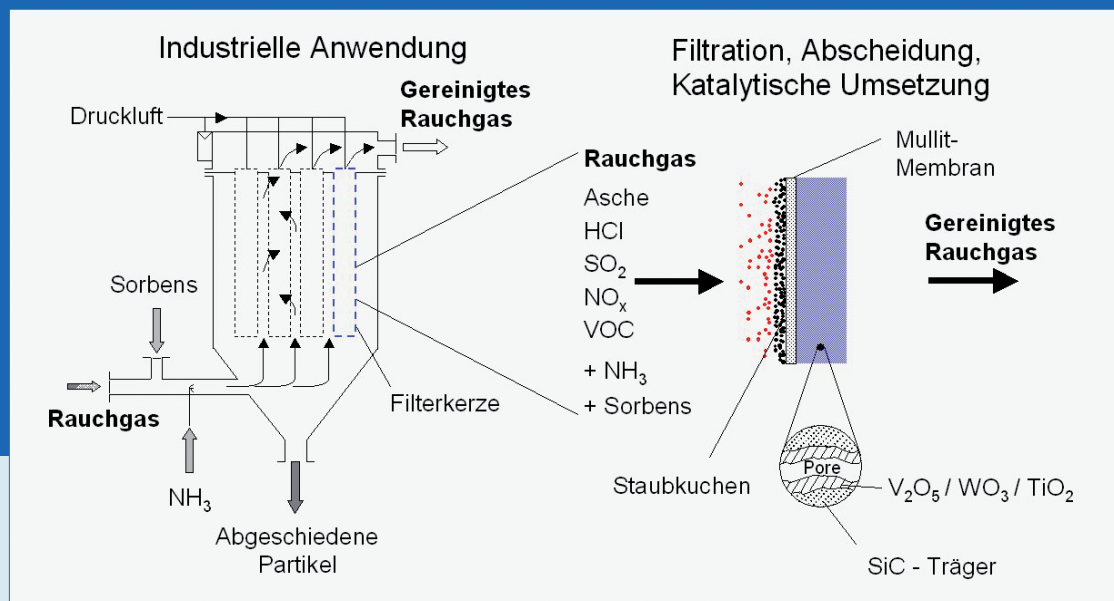 Industrielle Anwendung
Druckluft
Gereinigtes
Rauchgas
Sorbens
Rauchgas
NH₃
Filterkerze
Abgeschiedene
Partikel
Filtration, Abscheidung,
Katalytische Umsetzung
Rauchgas
Asche
HCl
SO₂
NOₓ
VOC
+ NH₃
+ Sorbens
Mullit-
Membran
Gereinigtes
Rauchgas
Staubkuchen
Pore
V₂O₅ / WO₃ / TiO₂
SiC - Träger